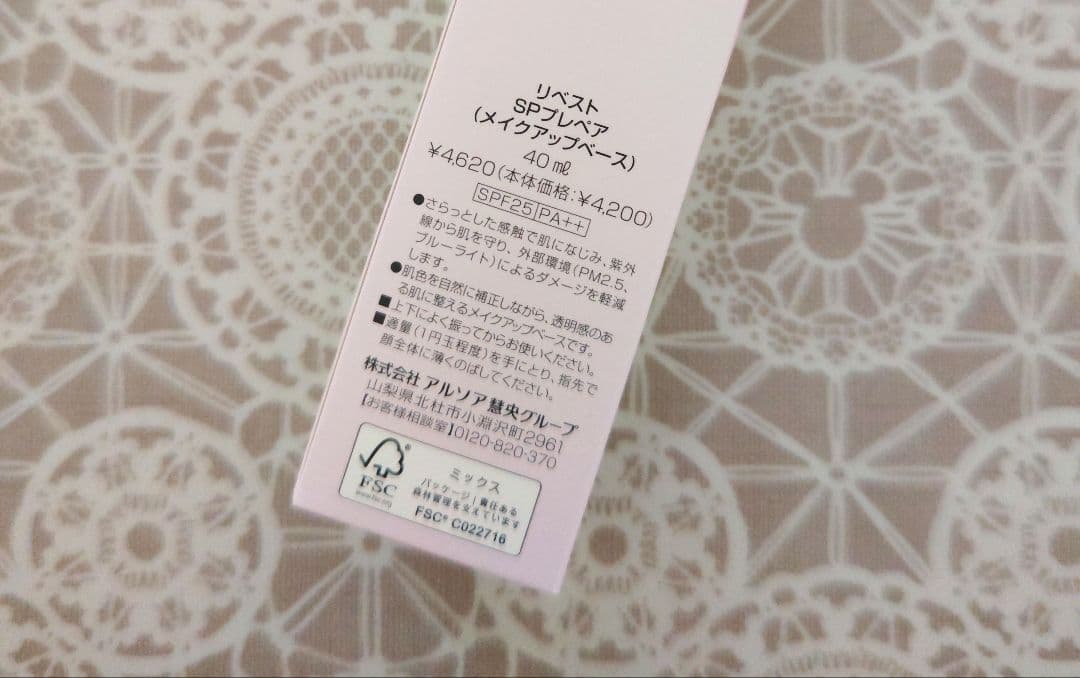 リベスト
SPプレペア
(メイクアップベース)
40㎖
¥4,620(本体価格:¥4,200)
SPF25 PA++
●さらっとした感触で肌になじみ、紫外
線から肌を守り、外部環境(PM2.5、
ブルーライト)によるダメージを軽減
します。
●肌色を自然に補正しながら、透明感のあ
る肌に整えるメイクアップベースです。
■上下によく振ってからお使いください。
■適量(1円玉程度)を手にとり、指先で
顔全体に薄くのばしてください。
株式会社 アルソア慧央グループ
山梨県北杜市小淵沢町2961
【お客様相談室】0120-820-370
FSC
www.fsc.org
ミックス
パッケージ|責任ある
森林管理を支えています
FSC® C022716